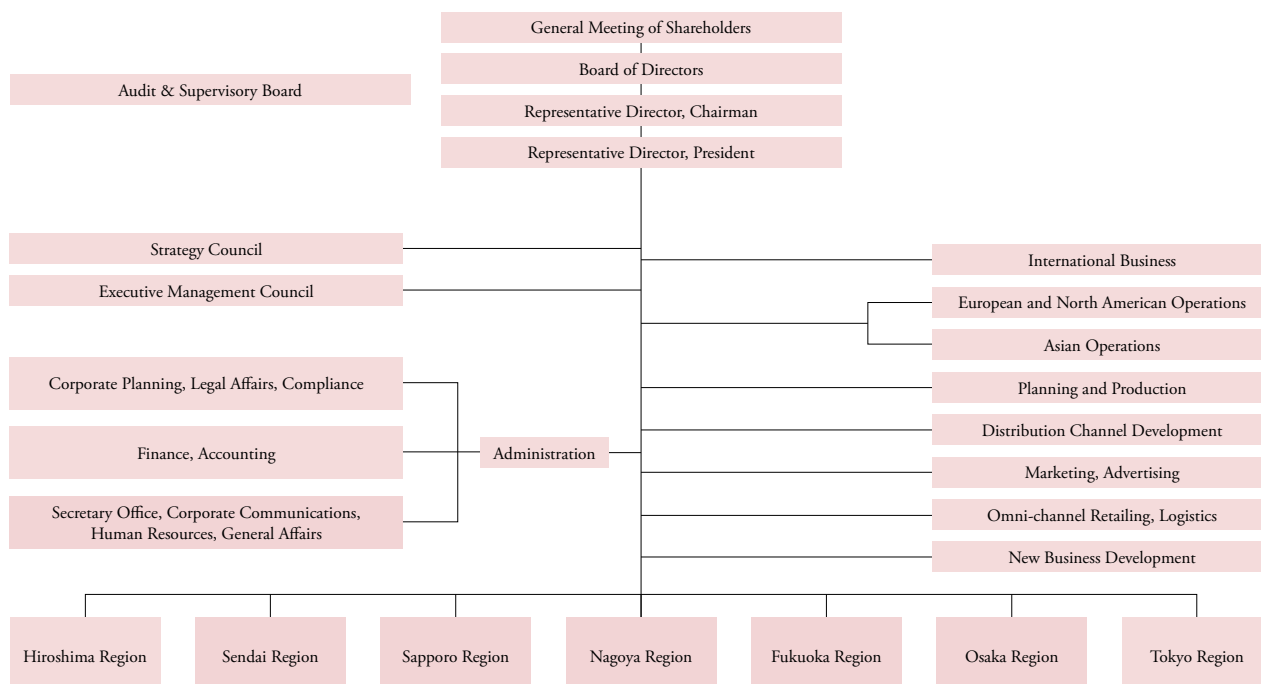 General Meeting of Shareholders
Board of Directors
Audit & Supervisory Board
Representative Director, Chairman
Representative Director, President
Strategy Council
Executive Management Council
International Business
European and North American Operations
Asian Operations
Corporate Planning, Legal Affairs, Compliance
Finance, Accounting
Secretary Office, Corporate Communications,
Human Resources, General Affairs
Administration
Planning and Production
Distribution Channel Development
Marketing, Advertising
Omni-channel Retailing, Logistics
New Business Development
Hiroshima Region
Sendai Region
Sapporo Region
Nagoya Region
Fukuoka Region
Osaka Region
Tokyo Region